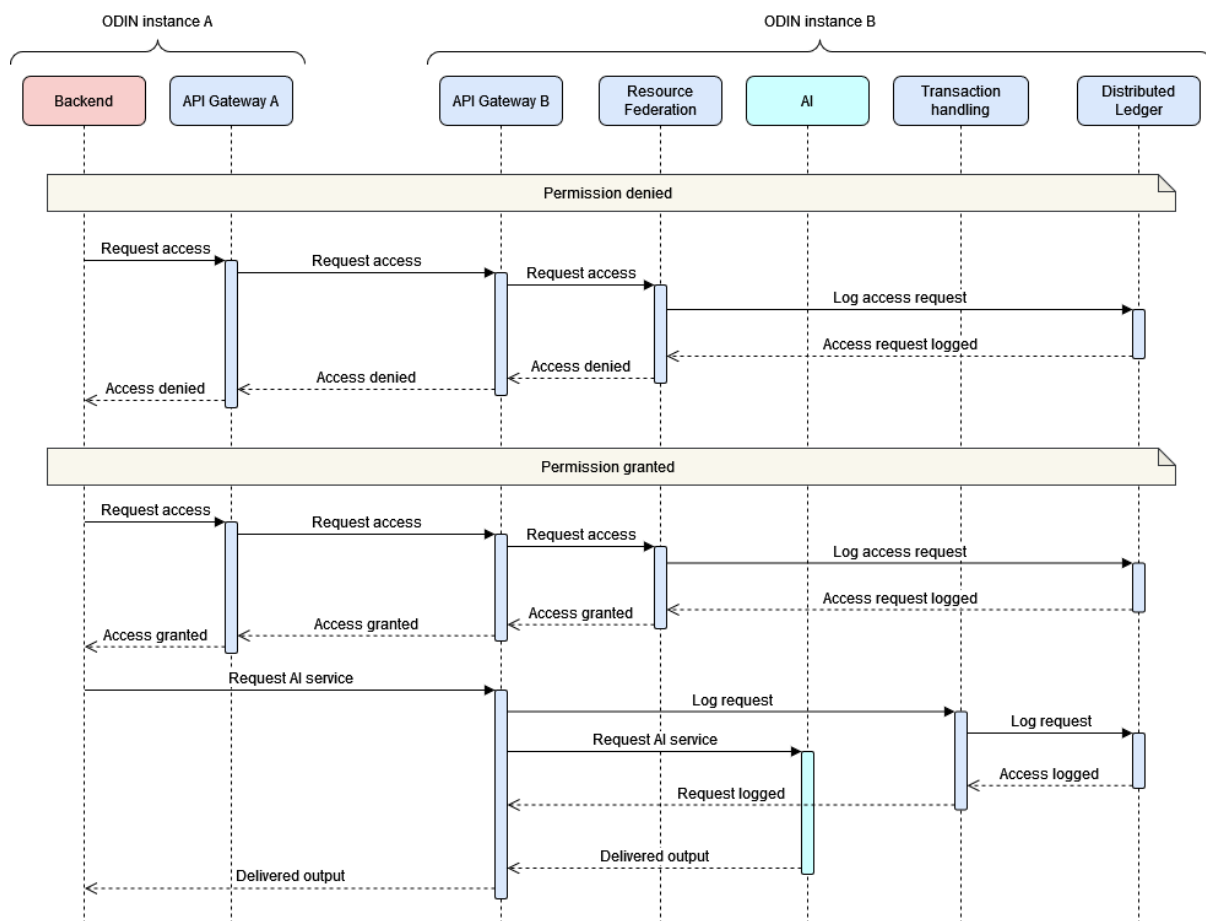 ODIN instance A
ODIN instance B
Backend
API Gateway A
API Gateway B
Resource
Federation
AI
Transaction
handling
Distributed
Ledger
Permission denied
Request access
Request access
Request access
Log access request
Access request logged
Access denied
Access denied
Access denied
Permission granted
Request access
Request access
Request access
Log access request
Access request logged
Access granted
Access granted
Access granted
Request AI service
Log request
Log request
Request AI service
Access logged
Request logged
Delivered output
Delivered output